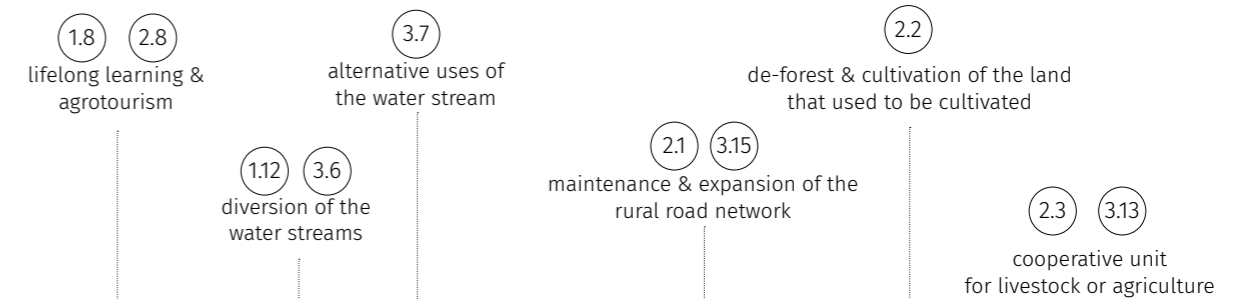 1.8 2.8
lifelong learning &
agrotourism
1.12 3.6
diversion of the
water streams
3.7
alternative uses of
the water stream
2.1 3.15
maintenance & expansion of the
rural road network
2.2
de-forest & cultivation of the land
that used to be cultivated
2.3 3.13
cooperative unit
for livestock or agriculture